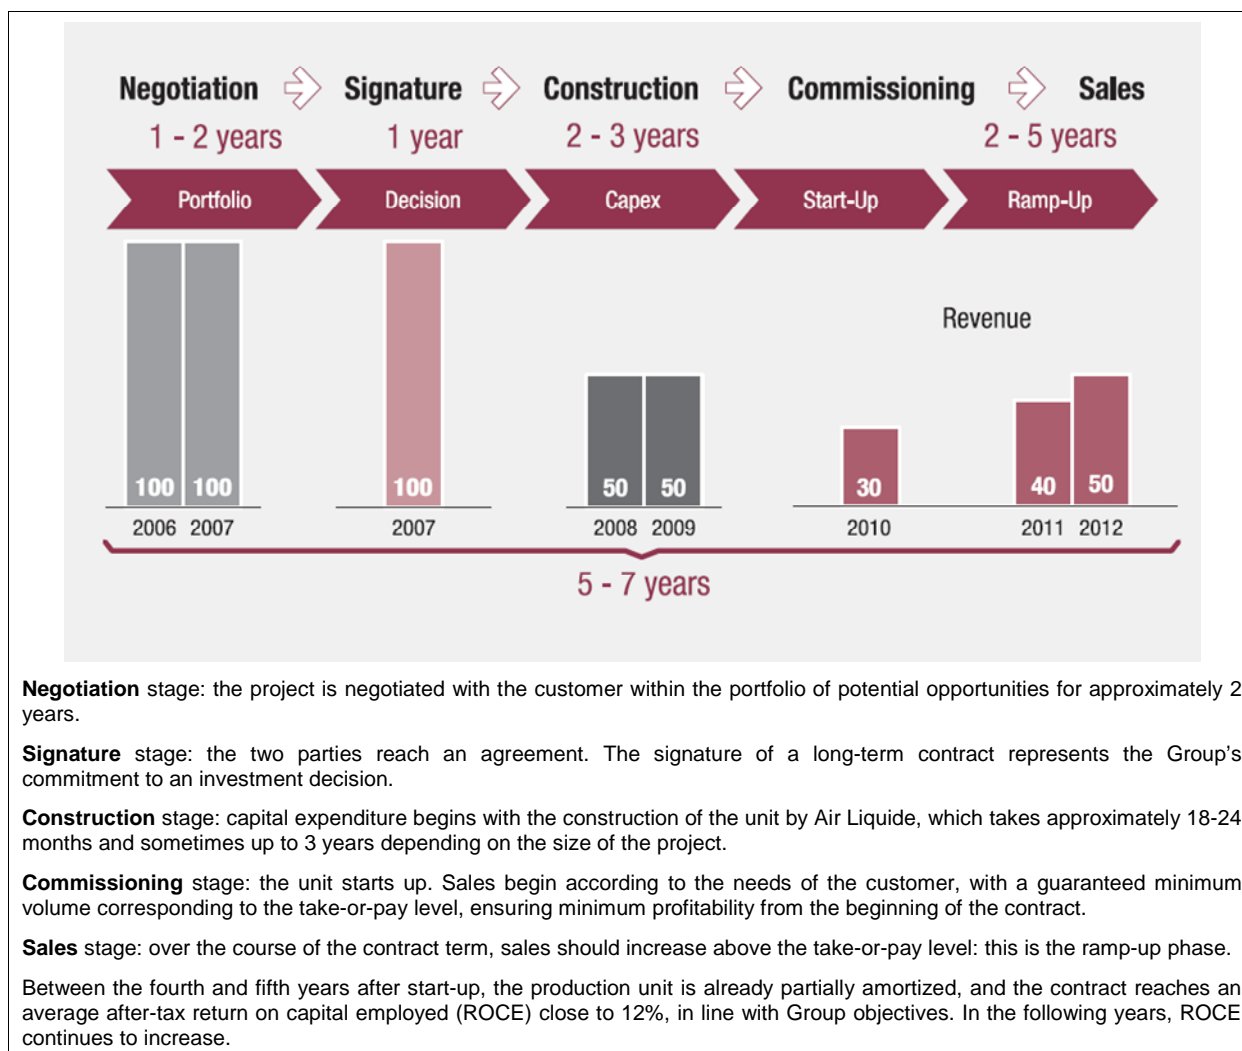 Negotiation Signature Construction Commissioning Sales
1 - 2 years 1 year 2 - 3 years 2 - 5 years
Portfolio Decision Capex Start-Up Ramp-Up
Revenue
100 100 100 50 50 30 40 50
2006 2007 2007 2008 2009 2010 2011 2012
5 - 7 years
Negotiation stage: the project is negotiated with the customer within the portfolio of potential opportunities for approximately 2
years.
Signature stage: the two parties reach an agreement. The signature of a long-term contract represents the Group's
commitment to an investment decision.
Construction stage: capital expenditure begins with the construction of the unit by Air Liquide, which takes approximately 18-24
months and sometimes up to 3 years depending on the size of the project.
Commissioning stage: the unit starts up. Sales begin according to the needs of the customer, with a guaranteed minimum
volume corresponding to the take-or-pay level, ensuring minimum profitability from the beginning of the contract.
Sales stage: over the course of the contract term, sales should increase above the take-or-pay level: this is the ramp-up phase.
Between the fourth and fifth years after start-up, the production unit is already partially amortized, and the contract reaches an
average after-tax return on capital employed (ROCE) close to 12%, in line with Group objectives. In the following years, ROCE
continues to increase.